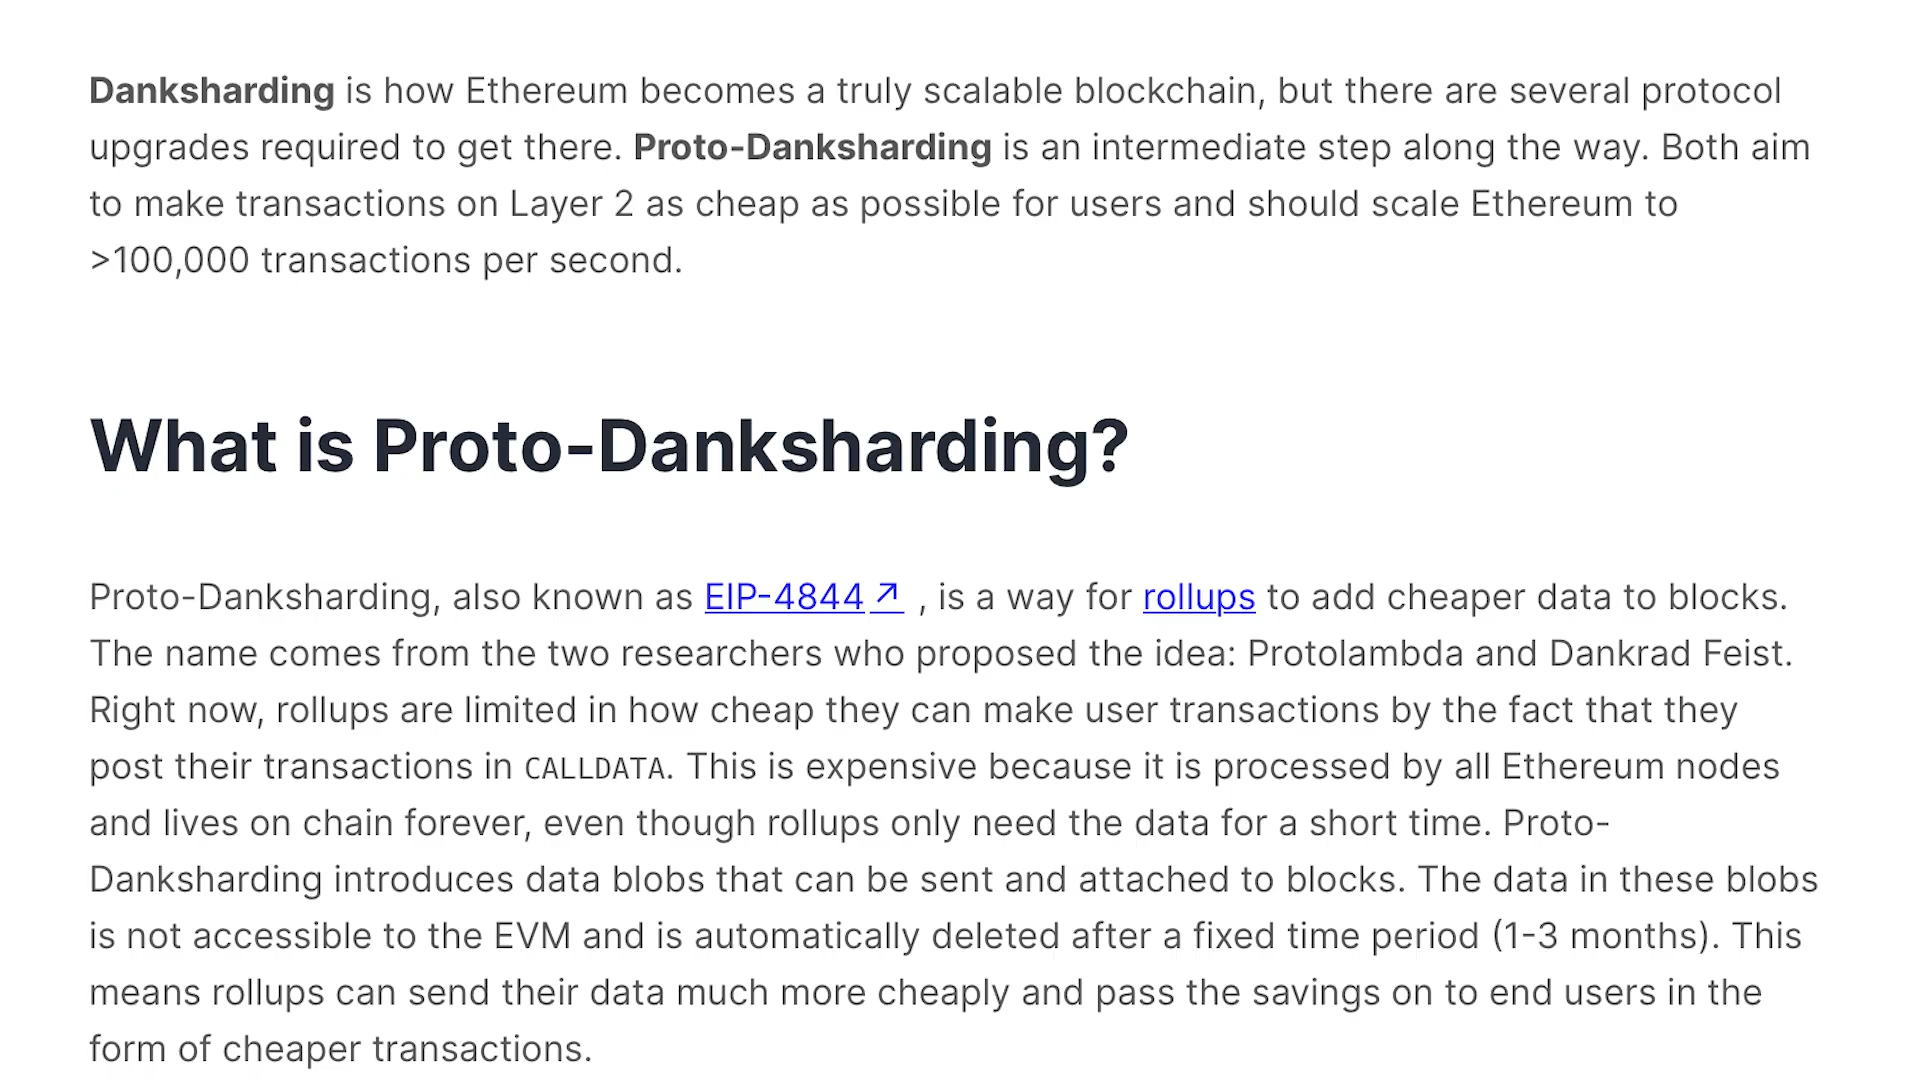 Danksharding is how Ethereum becomes a truly scalable blockchain, but there are several protocol
upgrades required to get there. Proto-Danksharding is an intermediate step along the way. Both aim
to make transactions on Layer 2 as cheap as possible for users and should scale Ethereum to
>100,000 transactions per second.
What is Proto-Danksharding?
Proto-Danksharding, also known as EIP-4844↗ , is a way for rollups to add cheaper data to blocks.
The name comes from the two researchers who proposed the idea: Protolambda and Dankrad Feist.
Right now, rollups are limited in how cheap they can make user transactions by the fact that they
post their transactions in CALLDATA. This is expensive because it is processed by all Ethereum nodes
and lives on chain forever, even though rollups only need the data for a short time. Proto-
Danksharding introduces data blobs that can be sent and attached to blocks. The data in these blobs
is not accessible to the EVM and is automatically deleted after a fixed time period (1-3 months). This
means rollups can send their data much more cheaply and pass the savings on to end users in the
form of cheaper transactions.